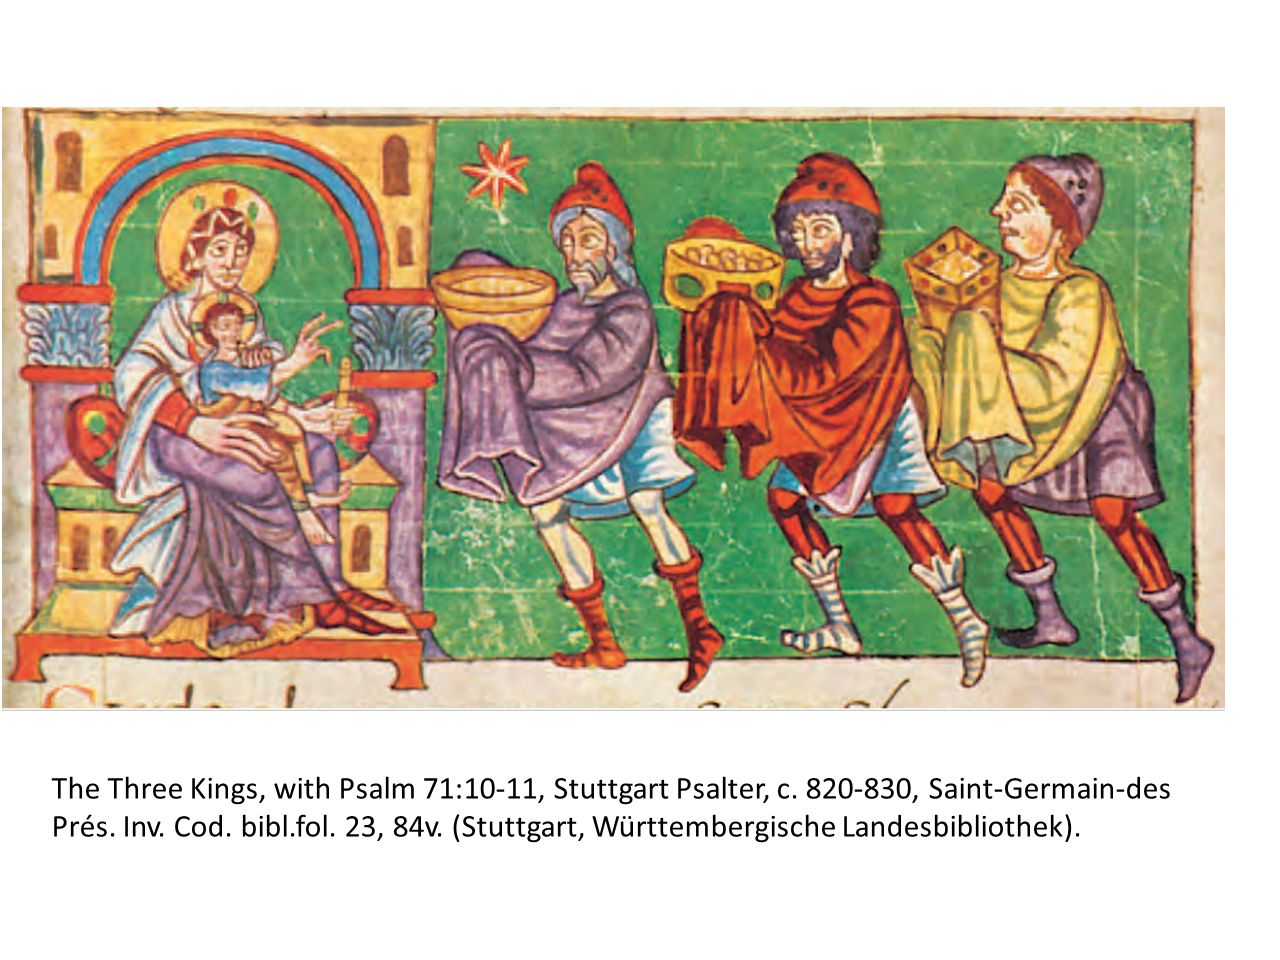 The Three Kings, with Psalm 71:10-11, Stuttgart Psalter, c. 820-830, Saint-Germain-des
Prés. Inv. Cod. bibl.fol. 23, 84v. (Stuttgart, Württembergische Landesbibliothek).